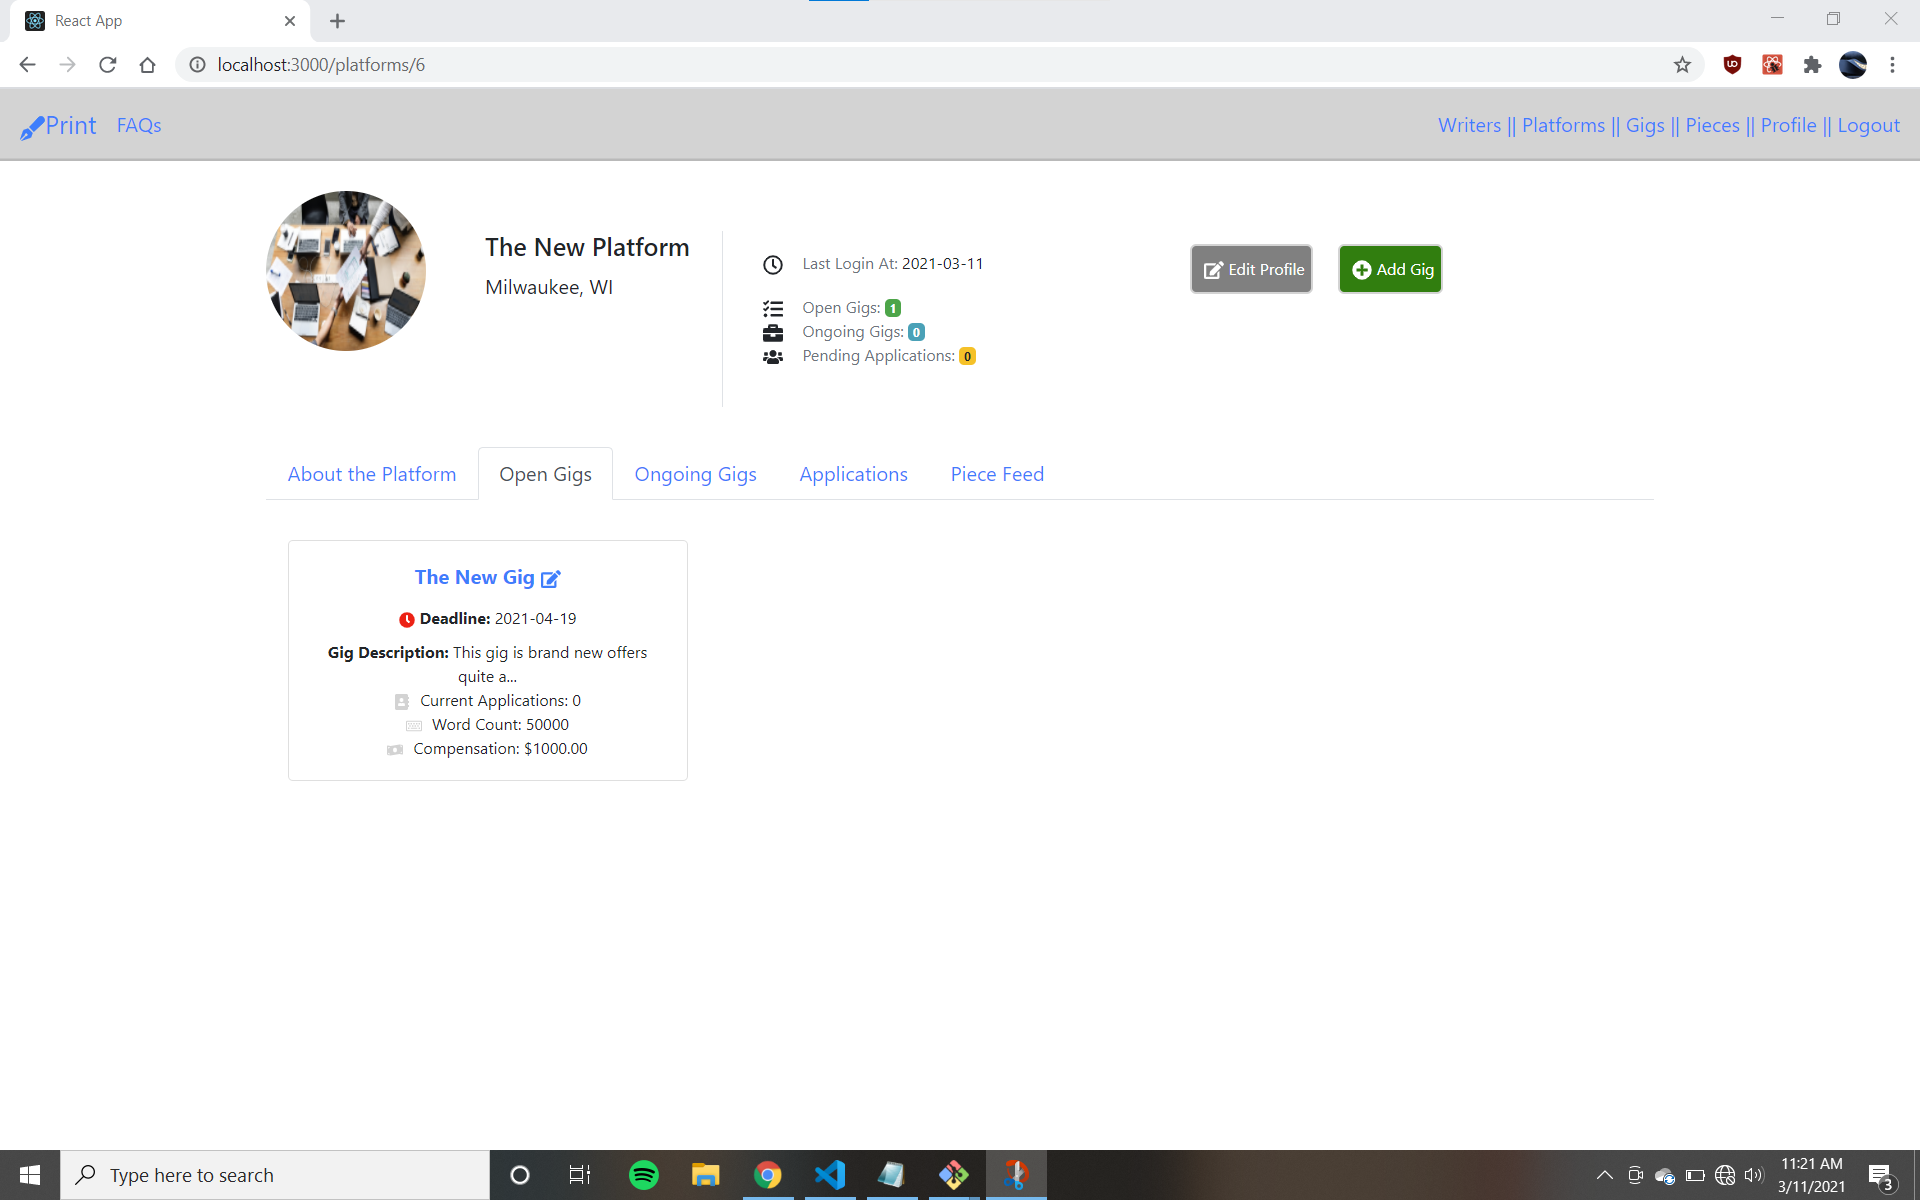 React App
localhost:3000/platforms/6
Print FAQs Writers || Platforms || Gigs || Pieces || Profile || Logout
The New Platform
Milwaukee, WI
Last Login At: 2021-03-11
Open Gigs: 1
Ongoing Gigs: 0
Pending Applications: 0
Edit Profile
Add Gig
About the Platform Open Gigs Ongoing Gigs Applications Piece Feed
The New Gig
Deadline: 2021-04-19
Gig Description: This gig is brand new offers
quite a...
Current Applications: 0
Word Count: 50000
Compensation: $1000.00
Type here to search
11:21 AM
3/11/2021
3